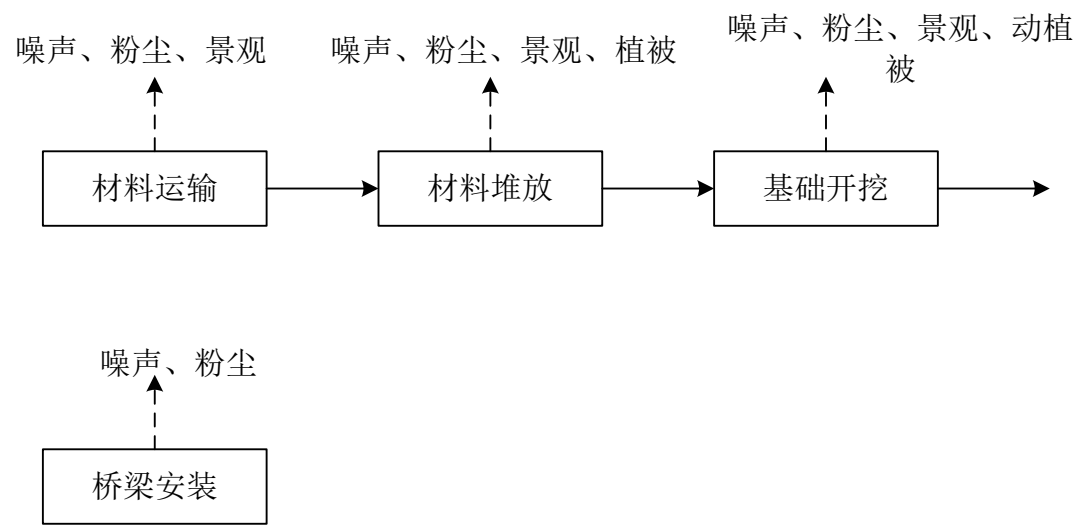 噪声、粉尘、景观
噪声、粉尘、景观、植被
噪声、粉尘、景观、动植
被
材料运输
材料堆放
基础开挖
噪声、粉尘
桥梁安装